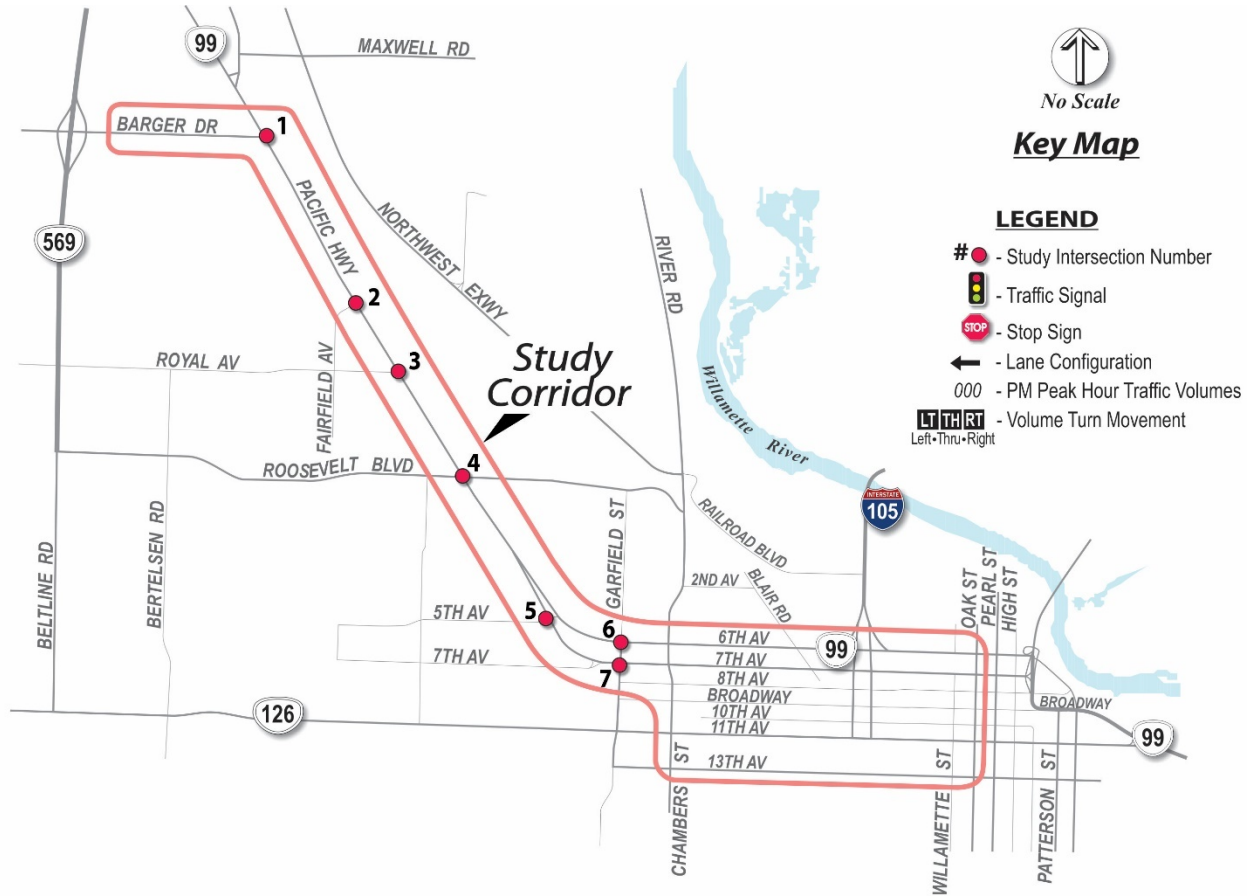 99
MAXWELL RD
No Scale
Key Map
BARGER DR
1
LEGEND
# - Study Intersection Number
- Traffic Signal
STOP - Stop Sign
- Lane Configuration
000 - PM Peak Hour Traffic Volumes
LT TH RT - Volume Turn Movement
Left•Thru•Right
PACIFIC HWY
NORTHWEST EXWY
RIVER RD
569
2
ROYAL AV
3
FAIRFIELD AV
Study
Corridor
Willamette River
ROOSEVELT BLVD
4
GARFIELD ST
RAILROAD BLVD
INTERSTATE
105
BELTLINE RD
BERTELSEN RD
2ND AV
BLAIR RD
OAK ST
PEARL ST
HIGH ST
5TH AV
5
6
6TH AV
99
7TH AV
7
7TH AV
8TH AV
BROADWAY
BROADWAY
10TH AV
11TH AV
126
99
13TH AV
CHAMBERS ST
WILLAMETTE ST
PATTERSON ST